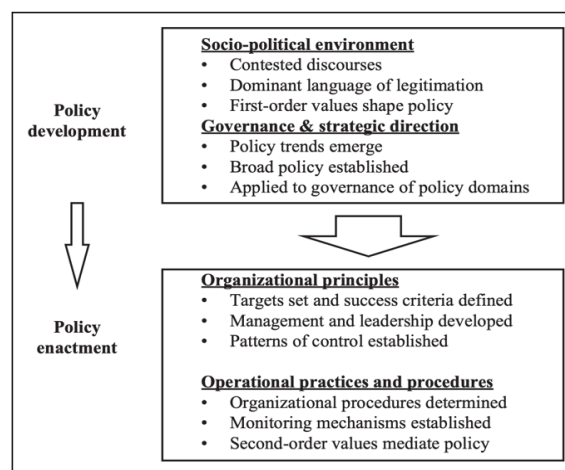 Socio-political environment
• Contested discourses
• Dominant language of legitimation
• First-order values shape policy
Policy
development
Governance & strategic direction
• Policy trends emerge
• Broad policy established
• Applied to governance of policy domains
Organizational principles
• Targets set and success criteria defined
• Management and leadership developed
• Patterns of control established
Policy
enactment
Operational practices and procedures
• Organizational procedures determined
• Monitoring mechanisms established
• Second-order values mediate policy